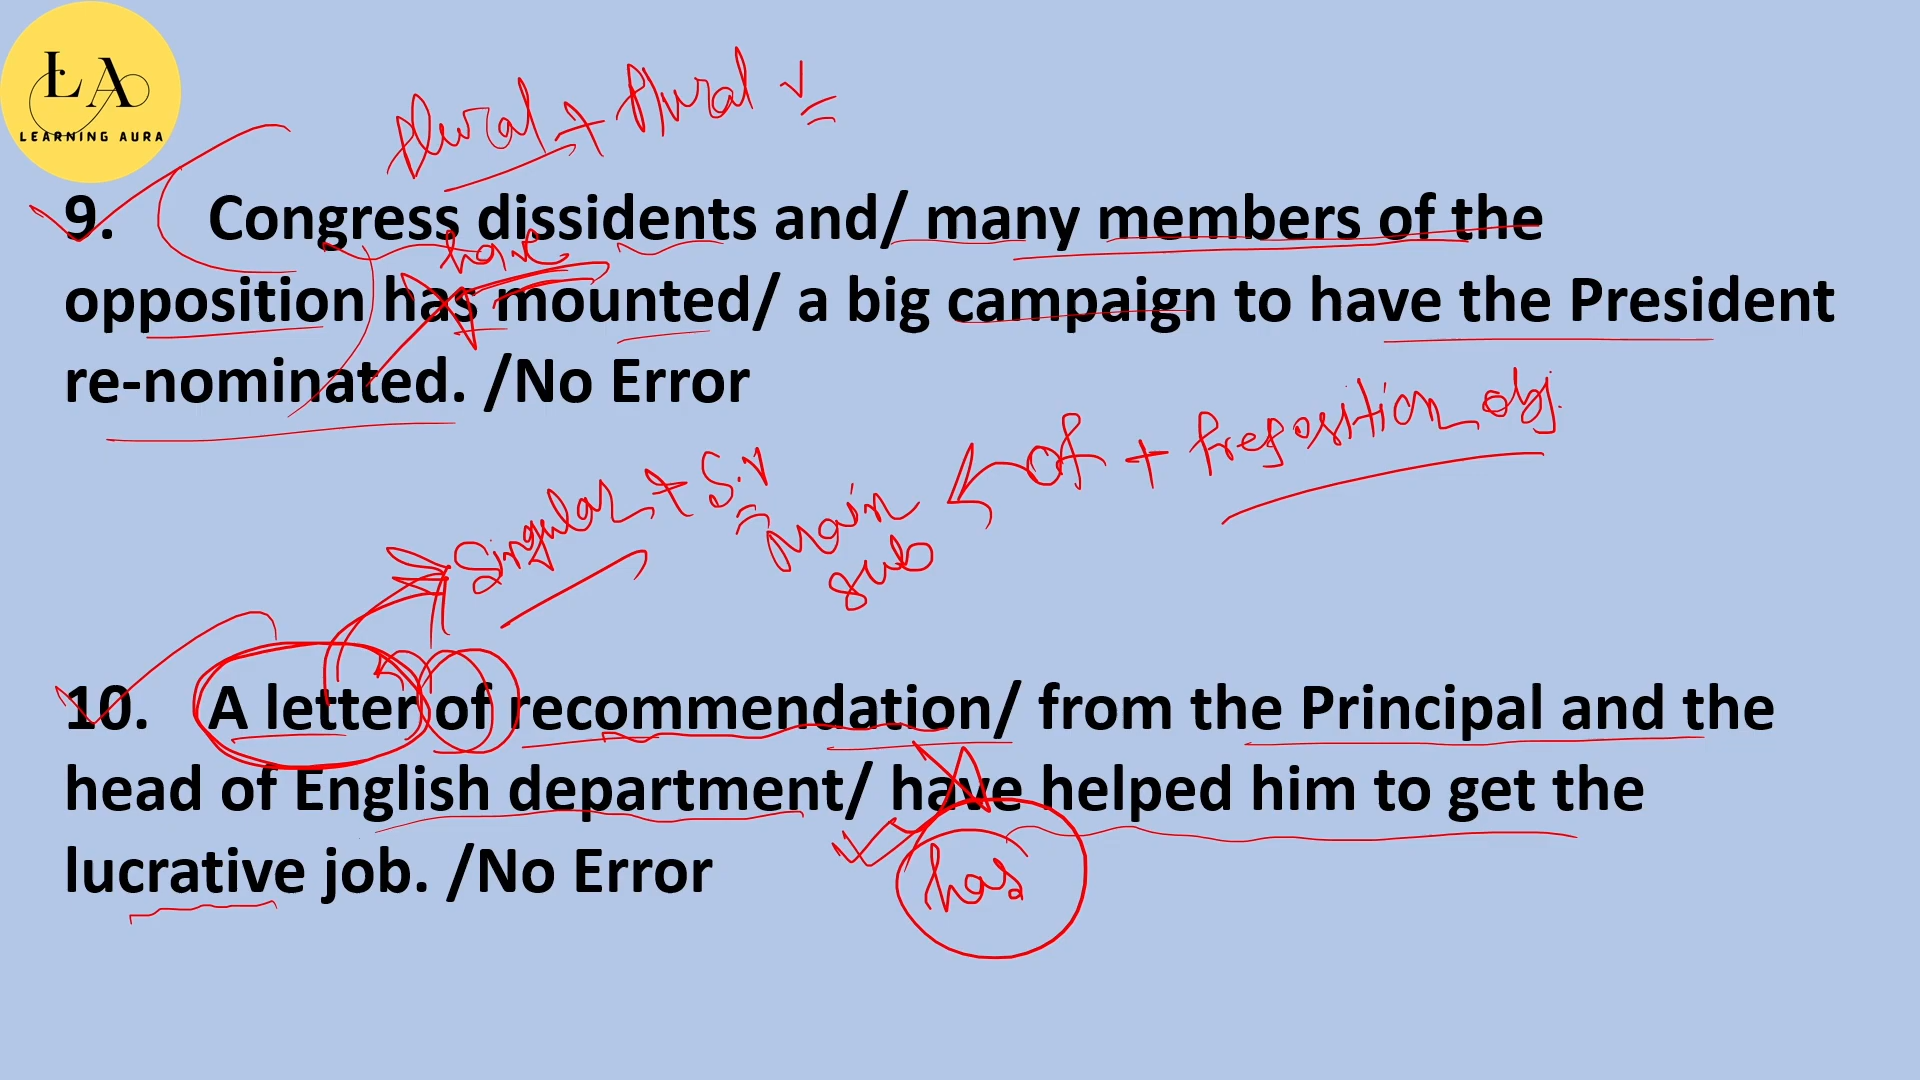 LA
LEARNING AURA
Plural + Plural v
9. Congress dissidents and/ many members of the
have
opposition has mounted/ a big campaign to have the President
re-nominated. /No Error
of + Preposition obj.
Singular + S.V
Main
sub
10. A letter of recommendation/ from the Principal and the
head of English department/ have helped him to get the
has
lucrative job. /No Error